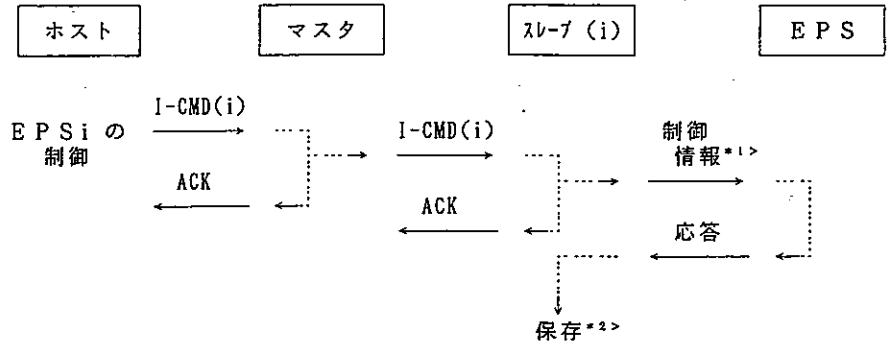 ホスト
マスタ
スレーブ (i)
EPS
I-CMD(i)
EPSiの
制御
I-CMD(i)
制御
情報*1>
ACK
ACK
応答
保存*2>